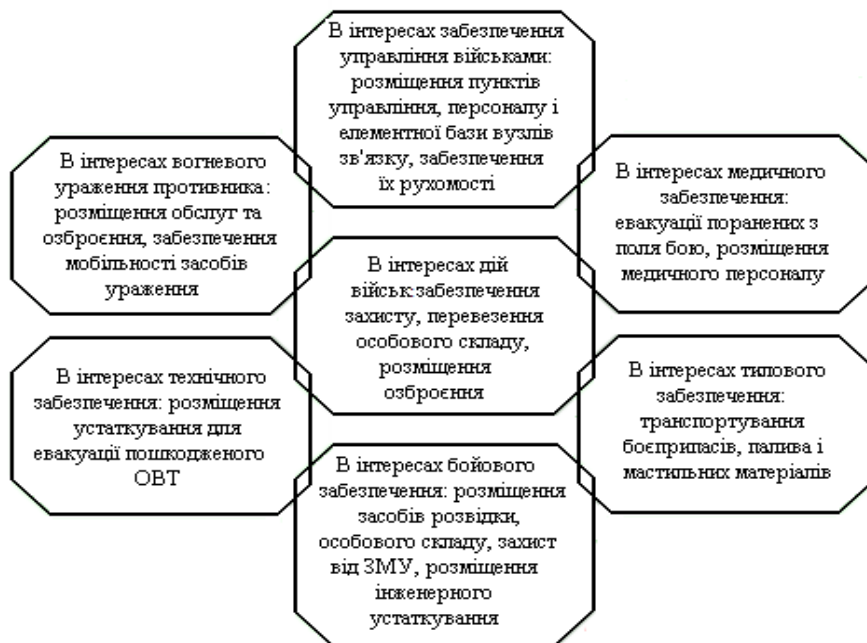 В інтересах забезпечення
управління військами:
розміщення пунктів
управління, персоналу і
елементної бази вузлів
зв'язку, забезпечення
їх рухомості
В інтересах вогневого
ураження противника:
розміщення обслуг та
озброєння, забезпечення
мобільності засобів
ураження
В інтересах медичного
забезпечення:
евакуації поранених з
поля бою, розміщення
медичного персоналу
В інтересах дій
військ:забезпечення
захисту, перевезення
особового складу,
розміщення
озброєння
В інтересах технічного
забезпечення: розміщення
устаткування для
евакуації пошкодженого
ОВТ
В інтересах тилового
забезпечення:
транспортування
боєприпасів, палива і
мастильних матеріалів
В інтересах бойового
забезпечення: розміщення
засобів розвідки,
особового складу, захист
від ЗМУ, розміщення
інженерного
устаткування